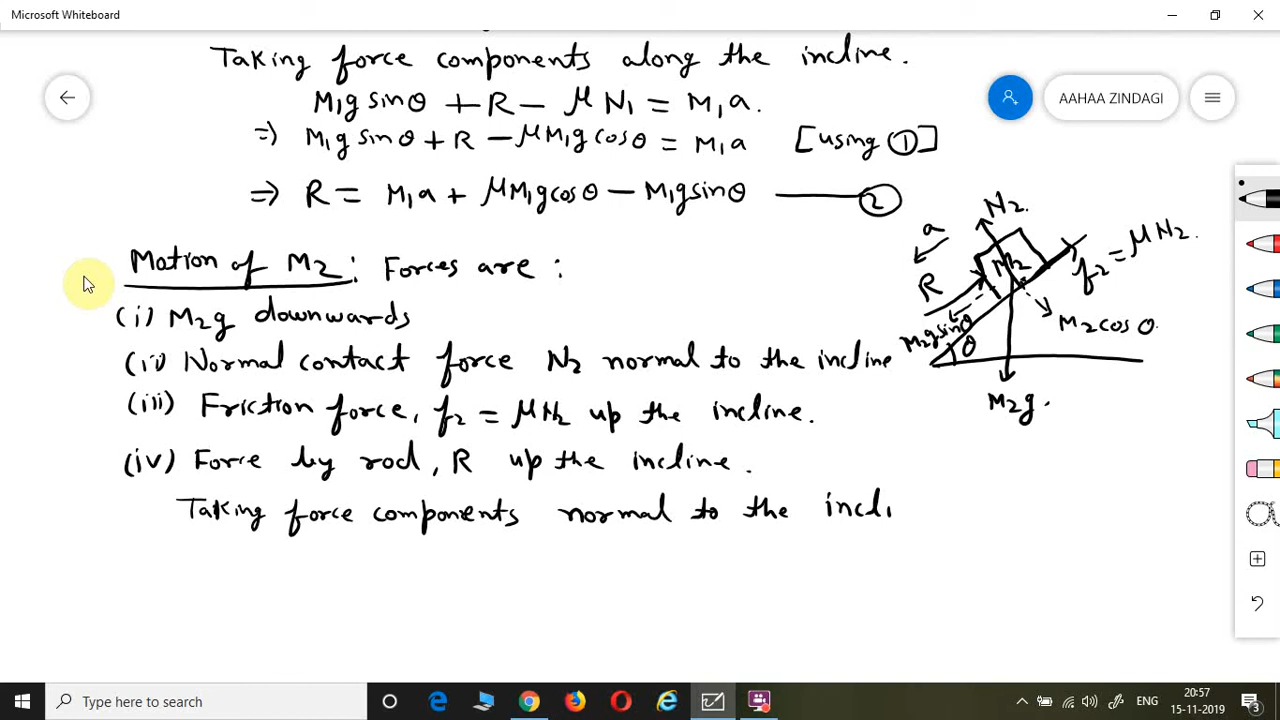 Microsoft Whiteboard
Taking force components along the incline.
M₁g sinθ + R - μN₁ = M₁a.
⇒ M₁g sinθ + R - μM₁g cosθ = M₁a [using ①]
⇒ R = M₁a + μM₁g cosθ - M₁g sinθ ——— ②
AAHAA ZINDAGI
Motion of M₂: Forces are :
(i) M₂g downwards
(ii) Normal contact force N₂ normal to the incline
(iii) Friction force, f₂ = μN₂ up the incline.
(iv) Force by rod, R up the incline.
Taking force components normal to the incli
N₂.
a
R
M₂
f₂ = μN₂.
M₂g sinθ
θ
M₂cosθ.
M₂g.
Type here to search
ENG
20:57
15-11-2019
3